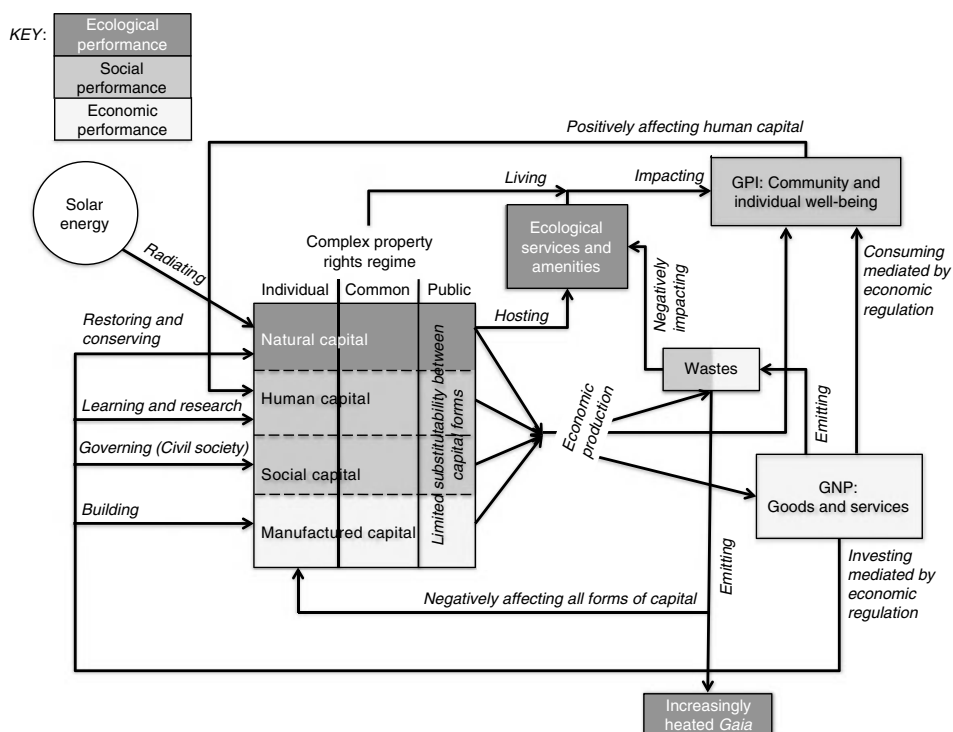 KEY:
Ecological
performance
Social
performance
Economic
performance
Positively affecting human capital
Living
Impacting
GPI: Community and
individual well-being
Solar
energy
Radiating
Complex property
rights regime
Ecological
services and
amenities
Consuming
mediated by
economic
regulation
Individual
Common
Public
Hosting
Negatively
impacting
Restoring and
conserving
Natural capital
Wastes
Learning and research
Human capital
Limited substitutability between
capital forms
Economic
production
Emitting
Governing (Civil society)
Social capital
GNP:
Goods and services
Building
Manufactured capital
Emitting
Investing
mediated by
economic
regulation
Negatively affecting all forms of capital
Increasingly
heated Gaia